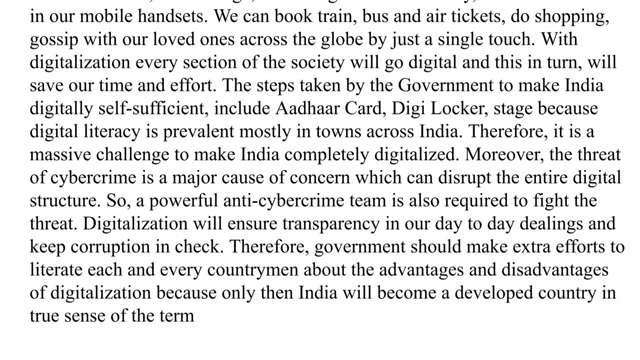 in our mobile handsets. We can book train, bus and air tickets, do shopping,
gossip with our loved ones across the globe by just a single touch. With
digitalization every section of the society will go digital and this in turn, will
save our time and effort. The steps taken by the Government to make India
digitally self-sufficient, include Aadhaar Card, Digi Locker, stage because
digital literacy is prevalent mostly in towns across India. Therefore, it is a
massive challenge to make India completely digitalized. Moreover, the threat
of cybercrime is a major cause of concern which can disrupt the entire digital
structure. So, a powerful anti-cybercrime team is also required to fight the
threat. Digitalization will ensure transparency in our day to day dealings and
keep corruption in check. Therefore, government should make extra efforts to
literate each and every countrymen about the advantages and disadvantages
of digitalization because only then India will become a developed country in
true sense of the term